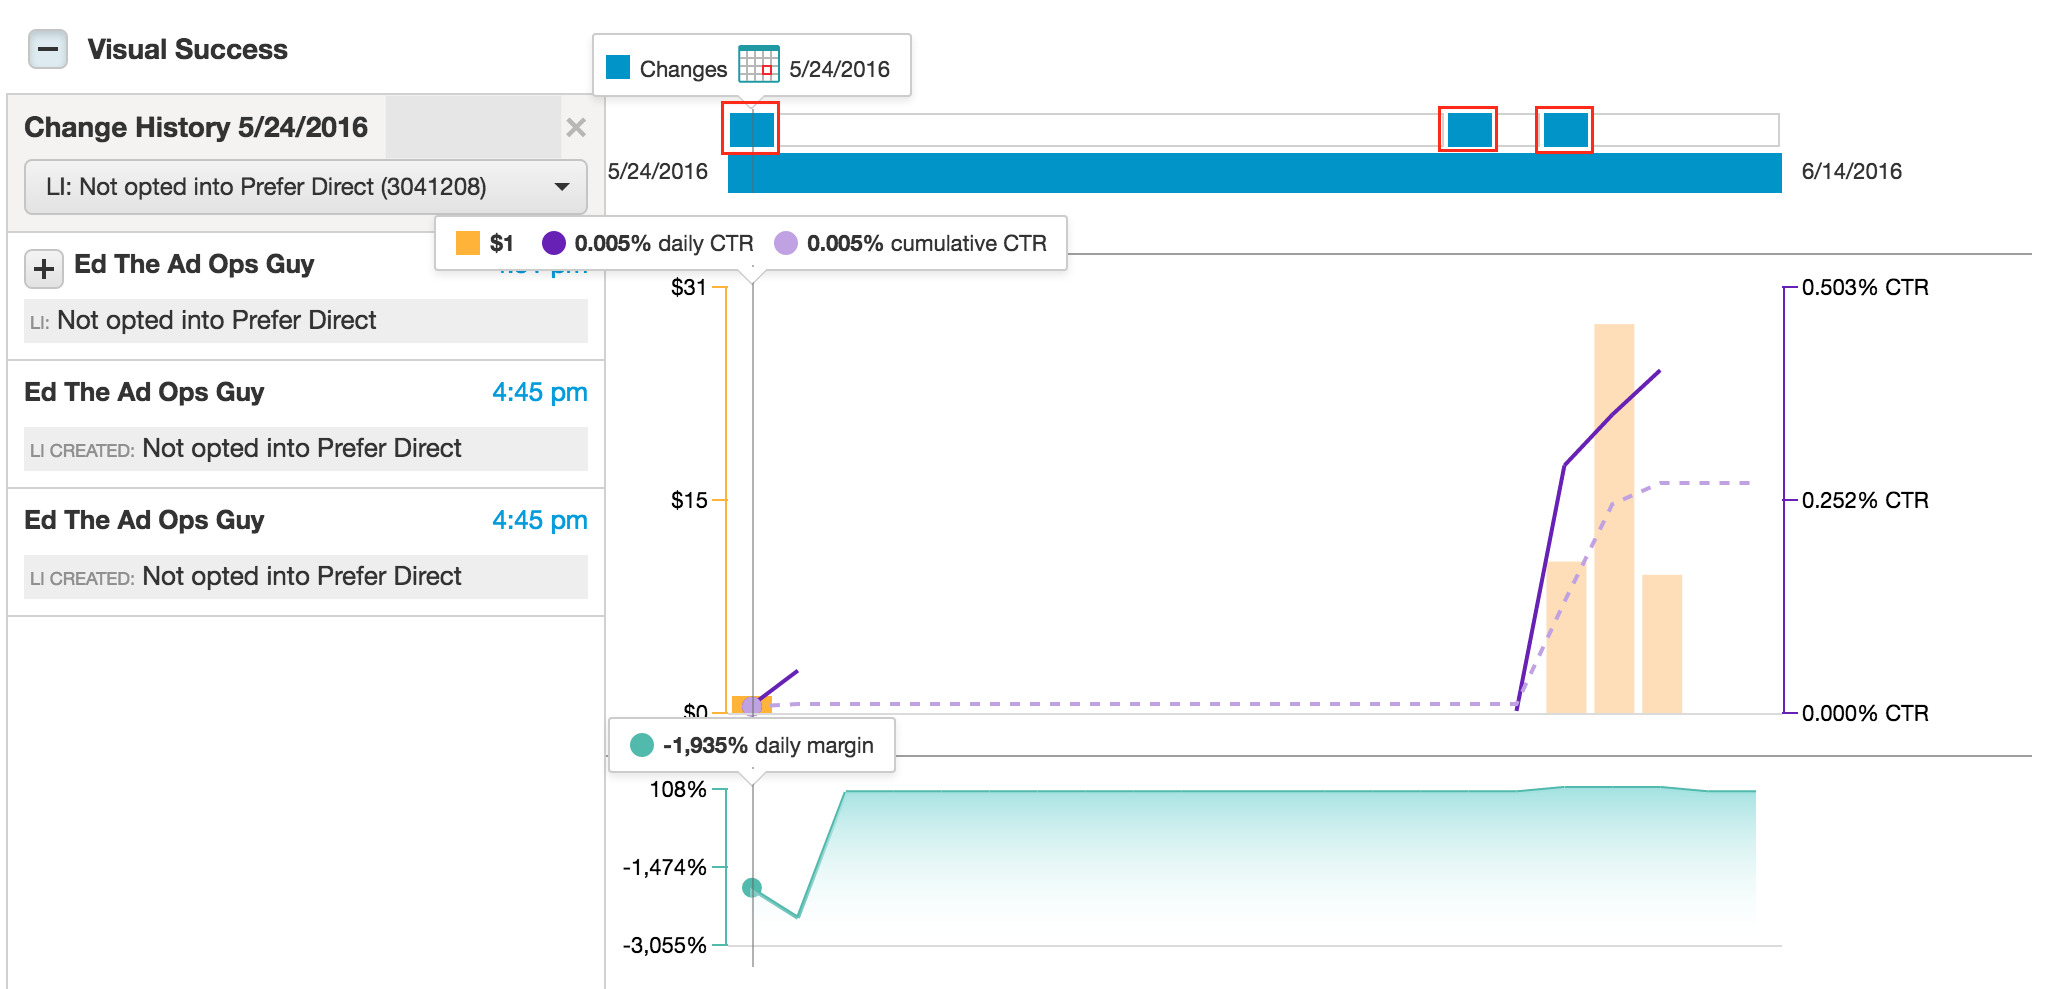 Visual Success
Changes 5/24/2016
Change History 5/24/2016
LI: Not opted into Prefer Direct (3041208)
5/24/2016
6/14/2016
$1 0.005% daily CTR 0.005% cumulative CTR
Ed The Ad Ops Guy
LI: Not opted into Prefer Direct
Ed The Ad Ops Guy 4:45 pm
LI CREATED: Not opted into Prefer Direct
Ed The Ad Ops Guy 4:45 pm
LI CREATED: Not opted into Prefer Direct
$31
0.503% CTR
$15
0.252% CTR
$0
0.000% CTR
-1,935% daily margin
108%
-1,474%
-3,055%